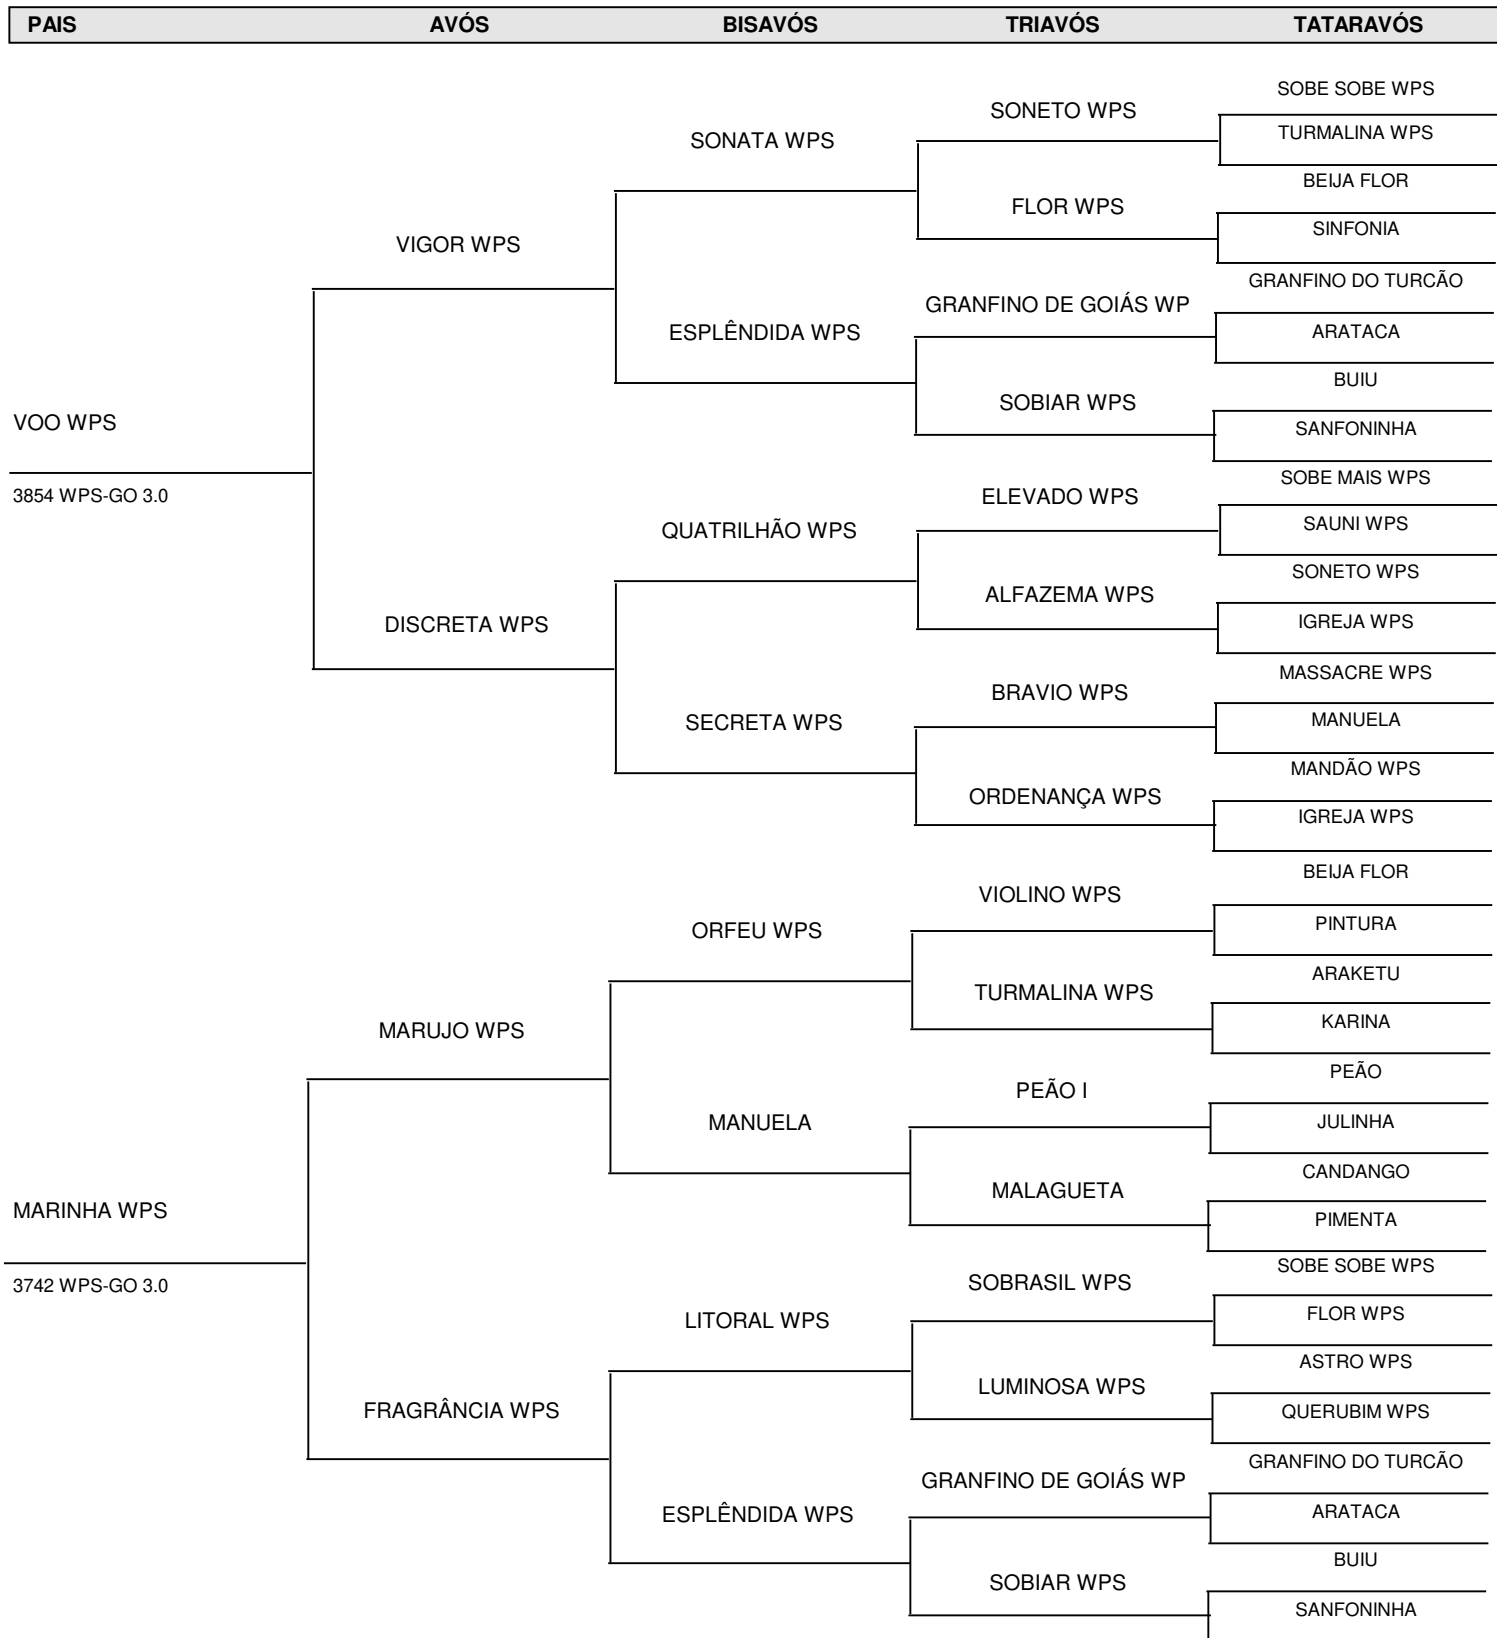 PAIS AVÓS BISAVÓS TRIAVÓS TATARAVÓS
SOBE SOBE WPS
SONETO WPS
TURMALINA WPS
SONATA WPS
BEIJA FLOR
FLOR WPS
SINFONIA
VIGOR WPS
GRANFINO DO TURCÃO
GRANFINO DE GOIÁS WP
ESPLÊNDIDA WPS
ARATACA
BUIU
SOBIAR WPS
VOO WPS
SANFONINHA
SOBE MAIS WPS
3854 WPS-GO 3.0
ELEVADO WPS
SAUNI WPS
QUATRILHÃO WPS
SONETO WPS
ALFAZEMA WPS
IGREJA WPS
DISCRETA WPS
MASSACRE WPS
BRAVIO WPS
MANUELA
SECRETA WPS
MANDÃO WPS
ORDENANÇA WPS
IGREJA WPS
BEIJA FLOR
VIOLINO WPS
PINTURA
ORFEU WPS
ARAKETU
TURMALINA WPS
KARINA
MARUJO WPS
PEÃO
PEÃO I
JULINHA
MANUELA
CANDANGO
MALAGUETA
MARINHA WPS
PIMENTA
SOBE SOBE WPS
3742 WPS-GO 3.0
SOBRASIL WPS
FLOR WPS
LITORAL WPS
ASTRO WPS
LUMINOSA WPS
FRAGRÂNCIA WPS
QUERUBIM WPS
GRANFINO DO TURCÃO
GRANFINO DE GOIÁS WP
ARATACA
ESPLÊNDIDA WPS
BUIU
SOBIAR WPS
SANFONINHA